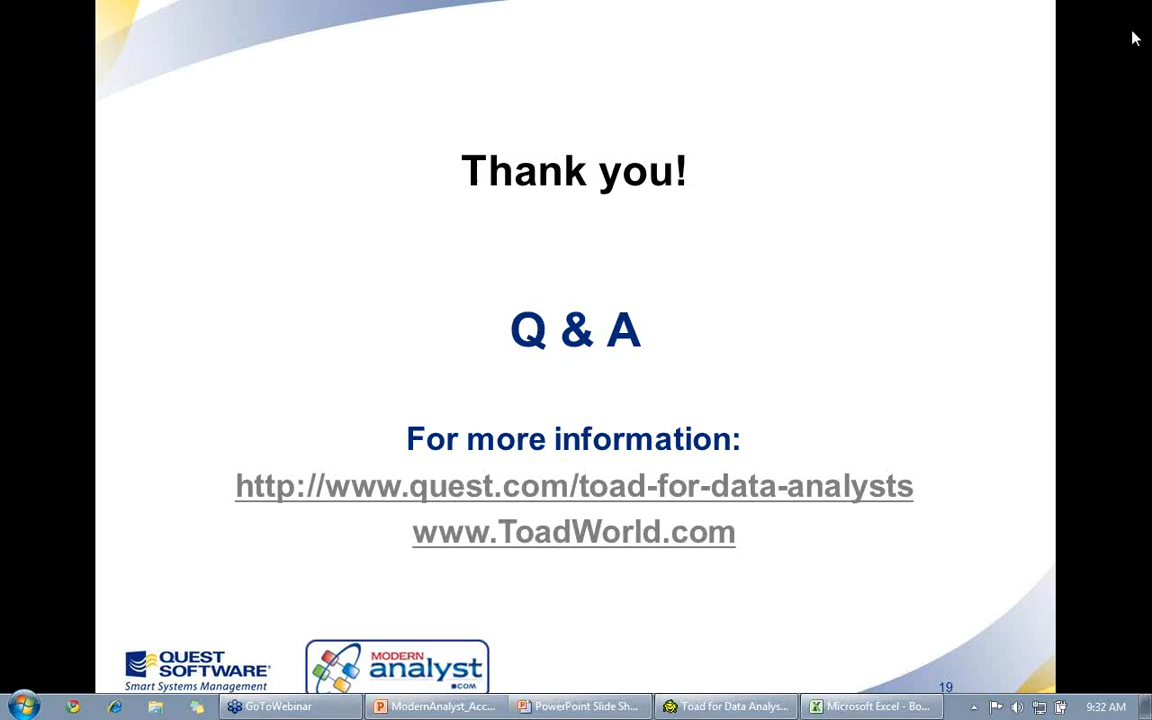 Thank you!
Q & A
For more information:
http://www.quest.com/toad-for-data-analysts
www.ToadWorld.com
QUEST
SOFTWARE
Smart Systems Management
MODERN
analyst
.COM
19
GoToWebinar
ModernAnalyst_Acc...
PowerPoint Slide Sh...
Toad for Data Analys...
Microsoft Excel - Bo...
9:32 AM